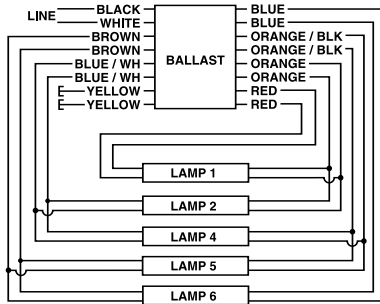 LINE
BLACK
WHITE
BROWN
BROWN
BLUE / WH
BLUE / WH
YELLOW
YELLOW
BALLAST
BLUE
BLUE
ORANGE / BLK
ORANGE / BLK
ORANGE
ORANGE
RED
RED
LAMP 1
LAMP 2
LAMP 4
LAMP 5
LAMP 6